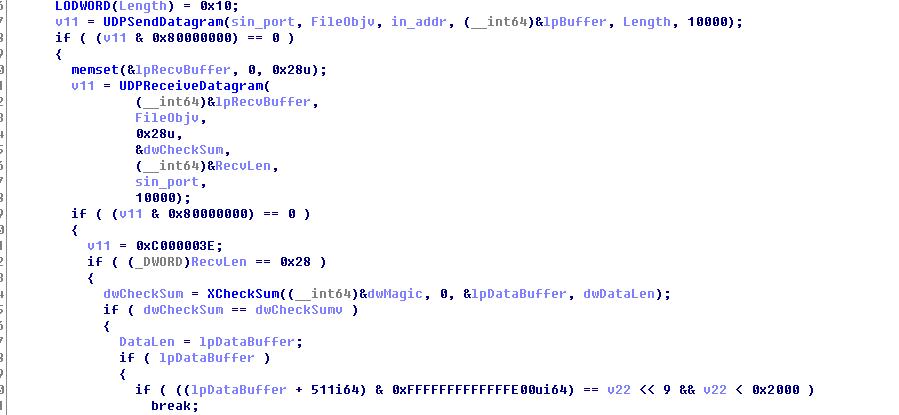 LODWORD(Length) = 0x10;
v11 = UDPSendDatagram(sin_port, FileObjv, in_addr, (__int64)&lpBuffer, Length, 10000);
if ( (v11 & 0x80000000) == 0 )
{
memset(&lpRecvBuffer, 0, 0x28u);
v11 = UDPReceiveDatagram(
(__int64)&lpRecvBuffer,
FileObjv,
0x28u,
&dwCheckSum,
(__int64)&RecvLen,
sin_port,
10000);
if ( (v11 & 0x80000000) == 0 )
{
v11 = 0xC000003E;
if ( (_DWORD)RecvLen == 0x28 )
{
dwCheckSum = XCheckSum((__int64)&dwMagic, 0, &lpDataBuffer, dwDataLen);
if ( dwCheckSum == dwCheckSumv )
{
DataLen = lpDataBuffer;
if ( lpDataBuffer )
{
if ( ((lpDataBuffer + 511i64) & 0xFFFFFFFFFFFFFE00ui64) == v22 << 9 && v22 < 0x2000 )
break;